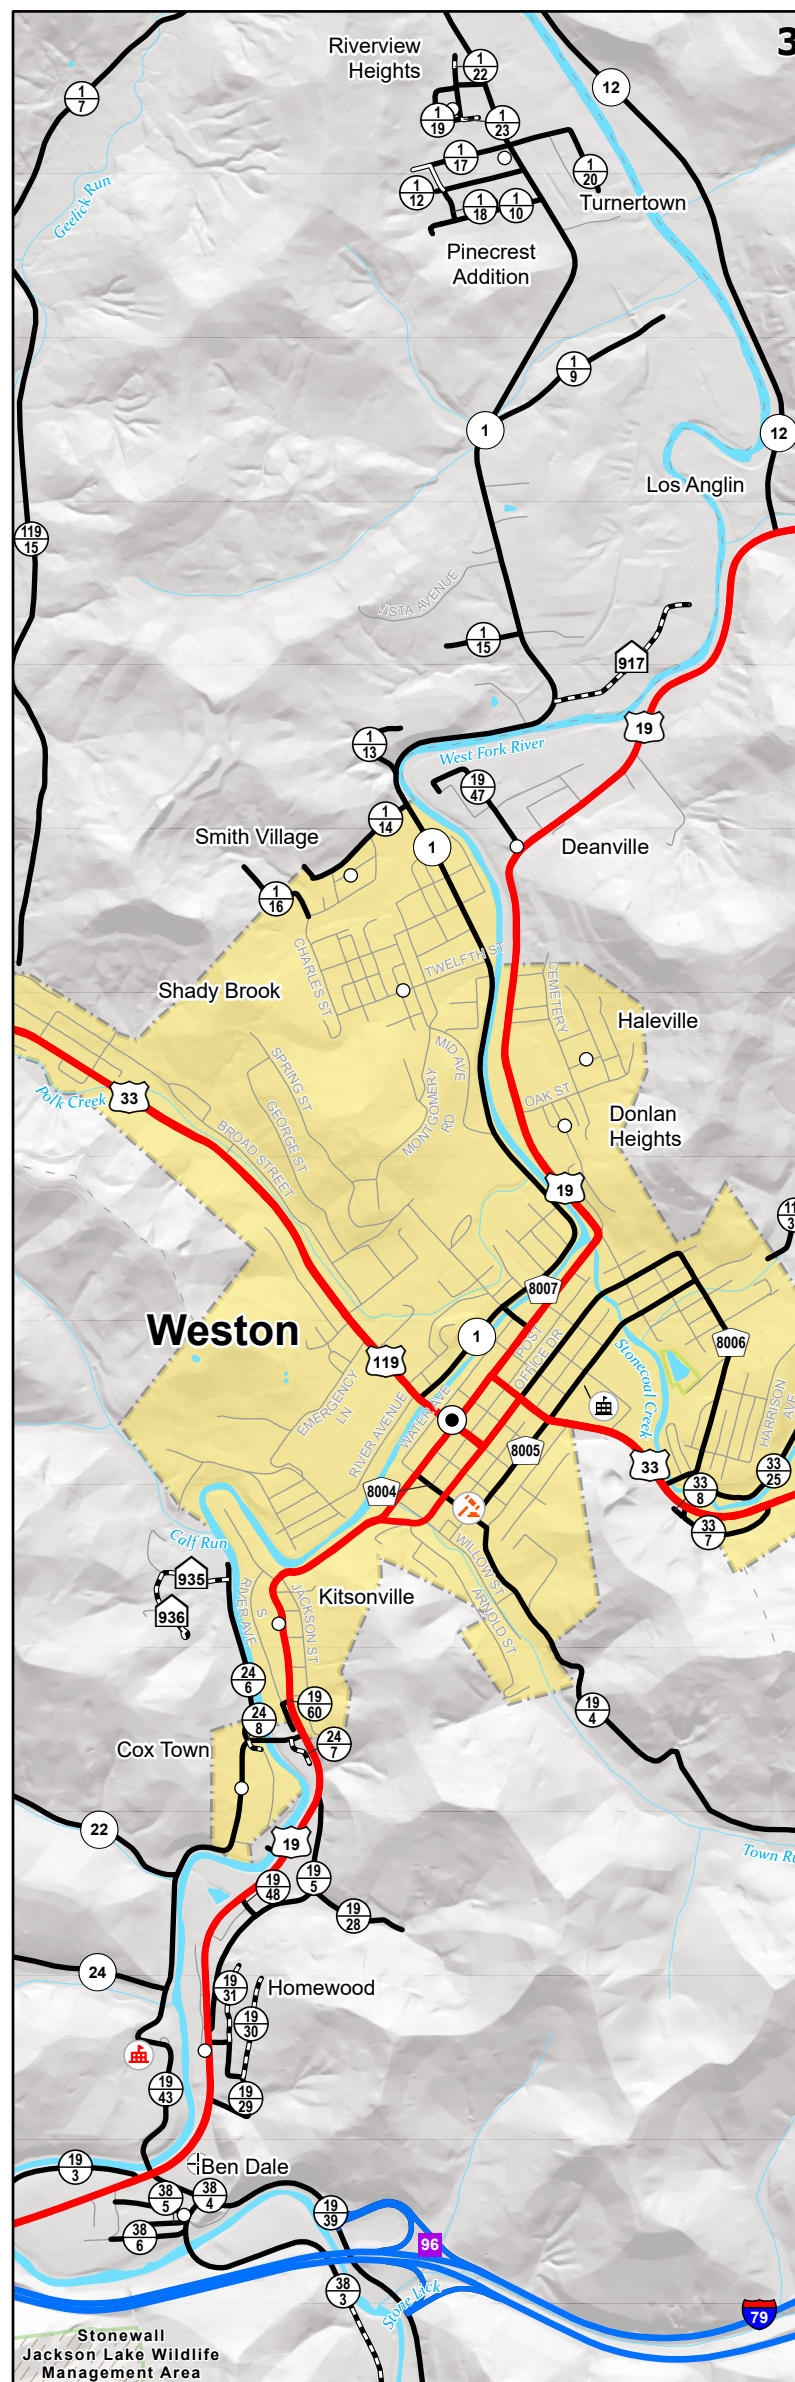 3
Riverview
Heights
1
22
12
1
7
1
19
1
23
1
17
1
20
1
12
1
18
1
10
Turnertown
Geelick Run
Pinecrest
Addition
1
9
1
12
Los Anglin
119
15
VISTA AVENUE
1
15
917
19
1
13
West Fork River
19
47
1
14
Smith Village
1
Deanville
1
16
CHARLES ST
TWELFTH ST
CEMETERY
Shady Brook
Haleville
MID AVE
SPRING ST
33
Polk Creek
OAK ST
MONTGOMERY
RD
GEORGE ST
BROAD STREET
Donlan
Heights
19
11
3
8007
Weston
1
119
POST
OFFICE DR
8006
Stonecoal Creek
EMERGENCY
LN
RIVER AVENUE
WATER AVE
HARRISON
AVE
8005
33
33
25
33
8
8004
33
7
Calf Run
WILLOW ST
935
936
RIVER AVE
S
JACKSON ST
Kitsonville
ARNOLD ST
24
6
19
60
19
4
24
8
24
7
Cox Town
22
19
Town Ru
19
5
19
48
19
28
24
19
31
Homewood
19
30
19
43
19
29
19
3
Ben Dale
38
5
38
4
19
39
38
6
96
38
3
Stone Lick
79
Stonewall
Jackson Lake Wildlife
Management Area